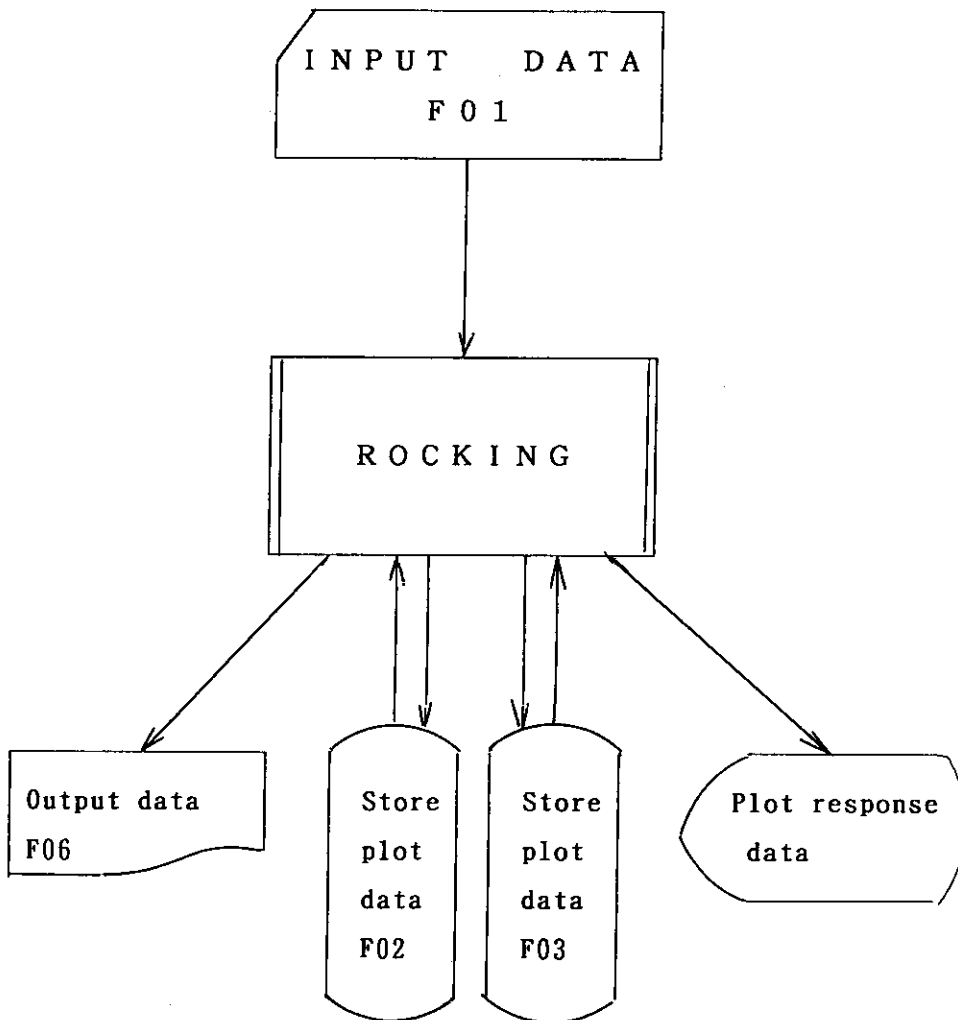 INPUT DATA
F01
ROCKING
Output data
F06
Store
plot
data
F02
Store
plot
data
F03
Plot response
data